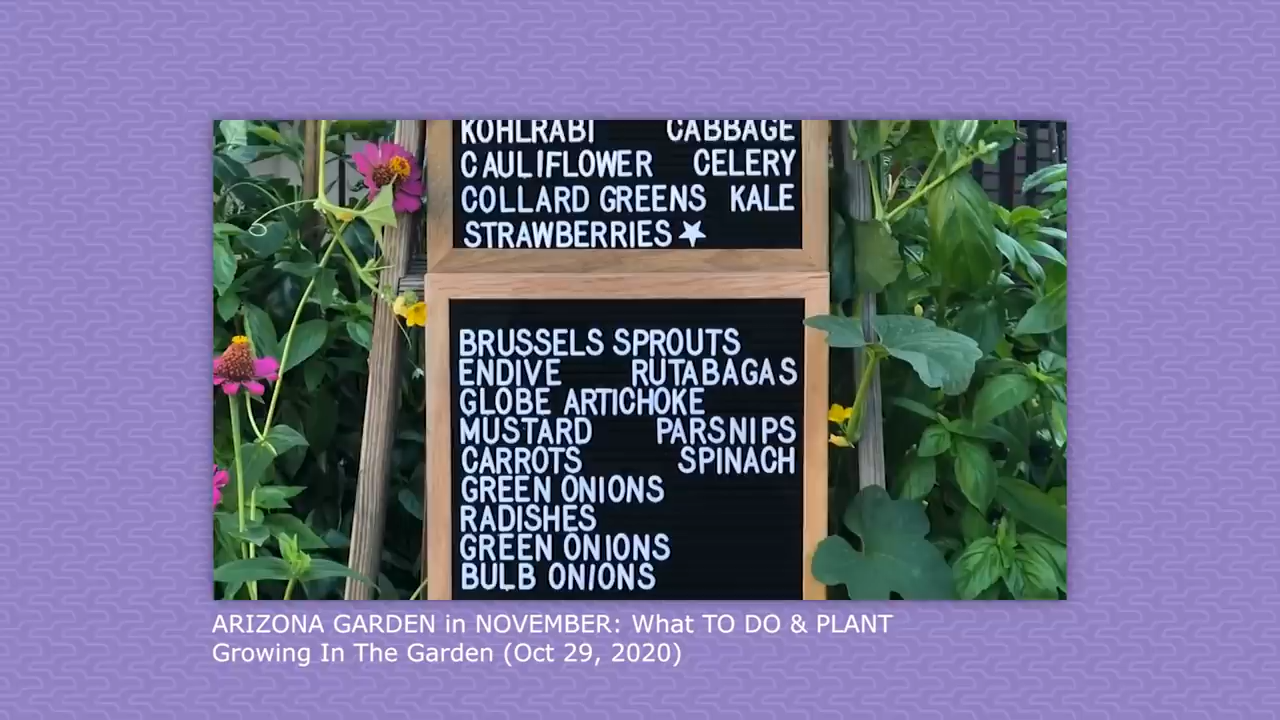 KOHLRABI CABBAGE
CAULIFLOWER CELERY
COLLARD GREENS KALE
STRAWBERRIES
BRUSSELS SPROUTS
ENDIVE RUTABAGAS
GLOBE ARTICHOKE
MUSTARD PARSNIPS
CARROTS SPINACH
GREEN ONIONS
RADISHES
GREEN ONIONS
BULB ONIONS
ARIZONA GARDEN in NOVEMBER: What TO DO & PLANT
Growing In The Garden (Oct 29, 2020)